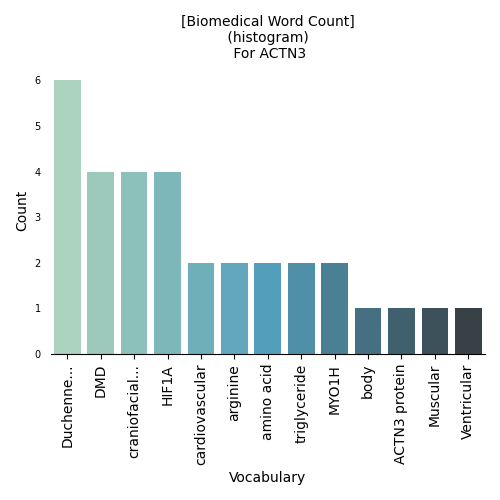 [Biomedical Word Count]
(histogram)
For ACTN3
6
5
4
3
2
1
0
Count
Duchenne...
DMD
craniofacial...
HIF1A
cardiovascular
arginine
amino acid
triglyceride
MYO1H
body
ACTN3 protein
Muscular
Ventricular
Vocabulary